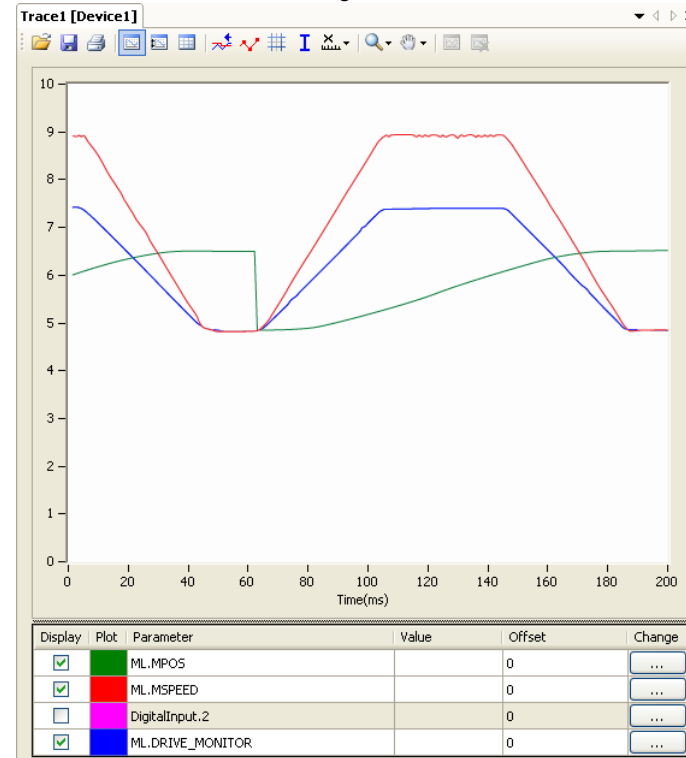 Trace1 [Device1]
10
9
8
7
6
5
4
3
2
1
0
0 20 40 60 80 100 120 140 160 180 200
Time(ms)
Display Plot Parameter Value Offset Change
ML.MPOS 0 ...
ML.MSPEED 0 ...
DigitalInput.2 0 ...
ML.DRIVE_MONITOR 0 ...